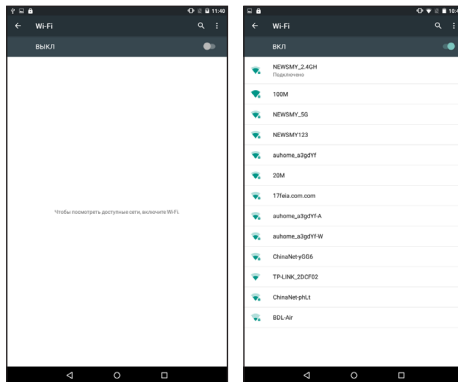 11:40
Wi-Fi
ВЫКЛ
Чтобы посмотреть доступные сети, включите Wi-Fi.
Wi-Fi
ВКЛ
NEWSMY_2.4GH
Подключено
100M
NEWSMY_5G
NEWSMY123
auhome_a3gdYf
20M
17feia.com.com
auhome_a3gdYf-A
auhome_a3gdYf-W
ChinaNet-yGG6
TP-LINK_2DCF02
ChinaNet-phLt
BDL-Air